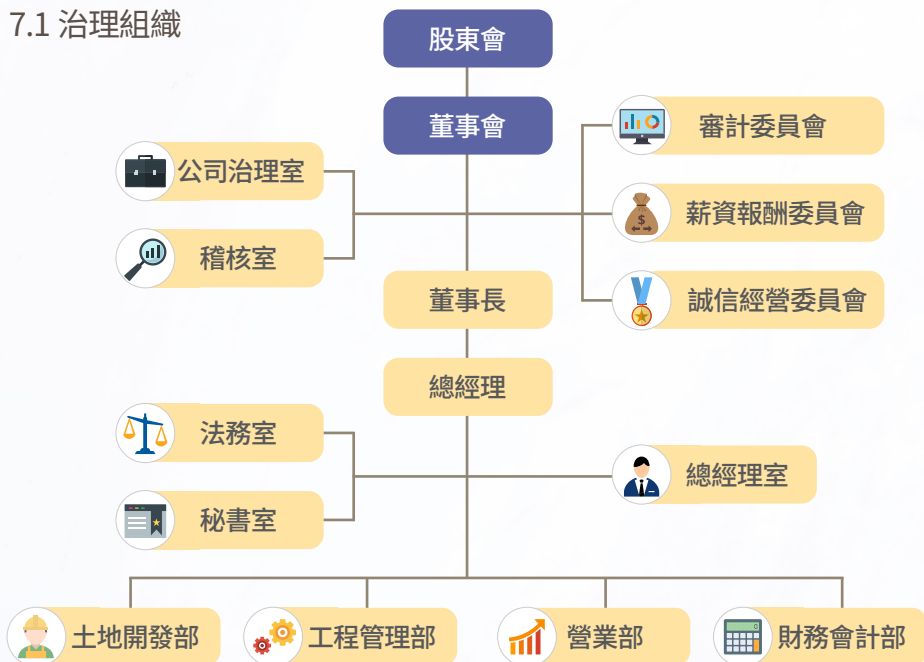 7.1 治理組織
股東會
董事會
審計委員會
公司治理室
薪資報酬委員會
稽核室
董事長
誠信經營委員會
總經理
法務室
總經理室
秘書室
土地開發部
工程管理部
營業部
財務會計部